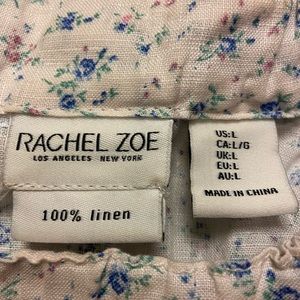 RACHEL ZOE
LOS ANGELES NEW YORK
100% linen
US:L
CA:L/G
UK:L
EU:L
AU:L
MADE IN CHINA